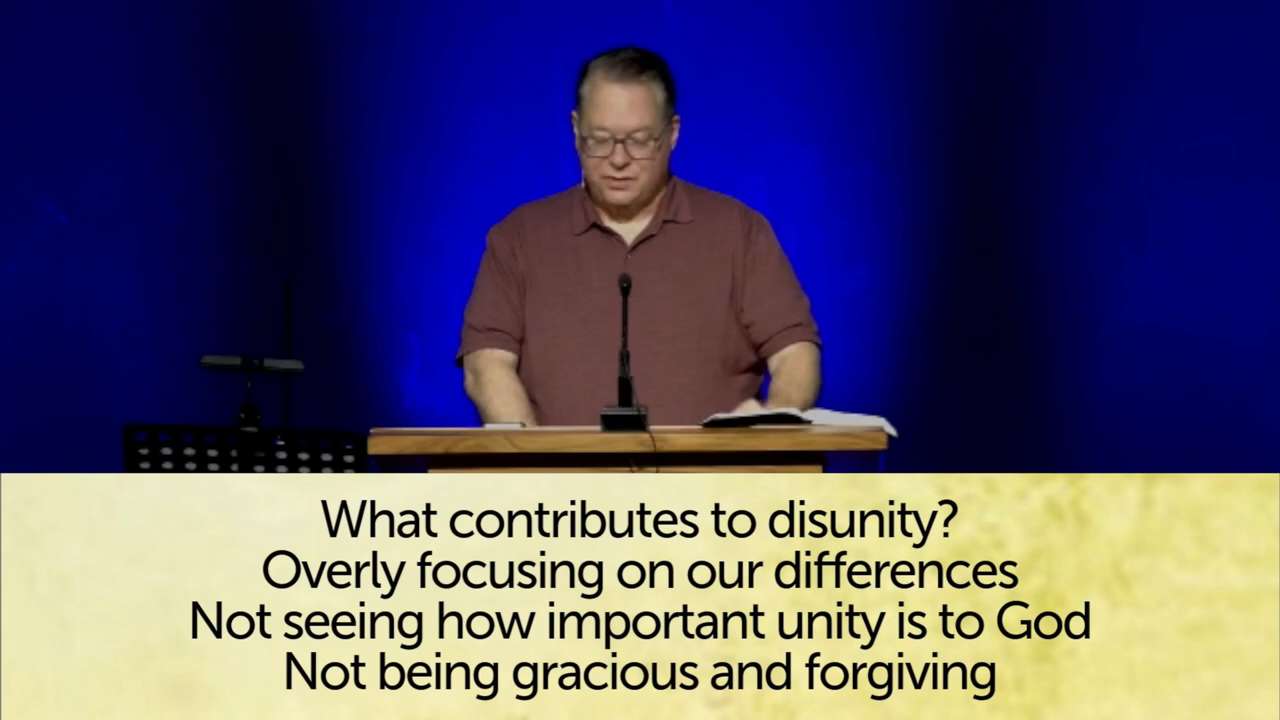 What contributes to disunity?
Overly focusing on our differences
Not seeing how important unity is to God
Not being gracious and forgiving